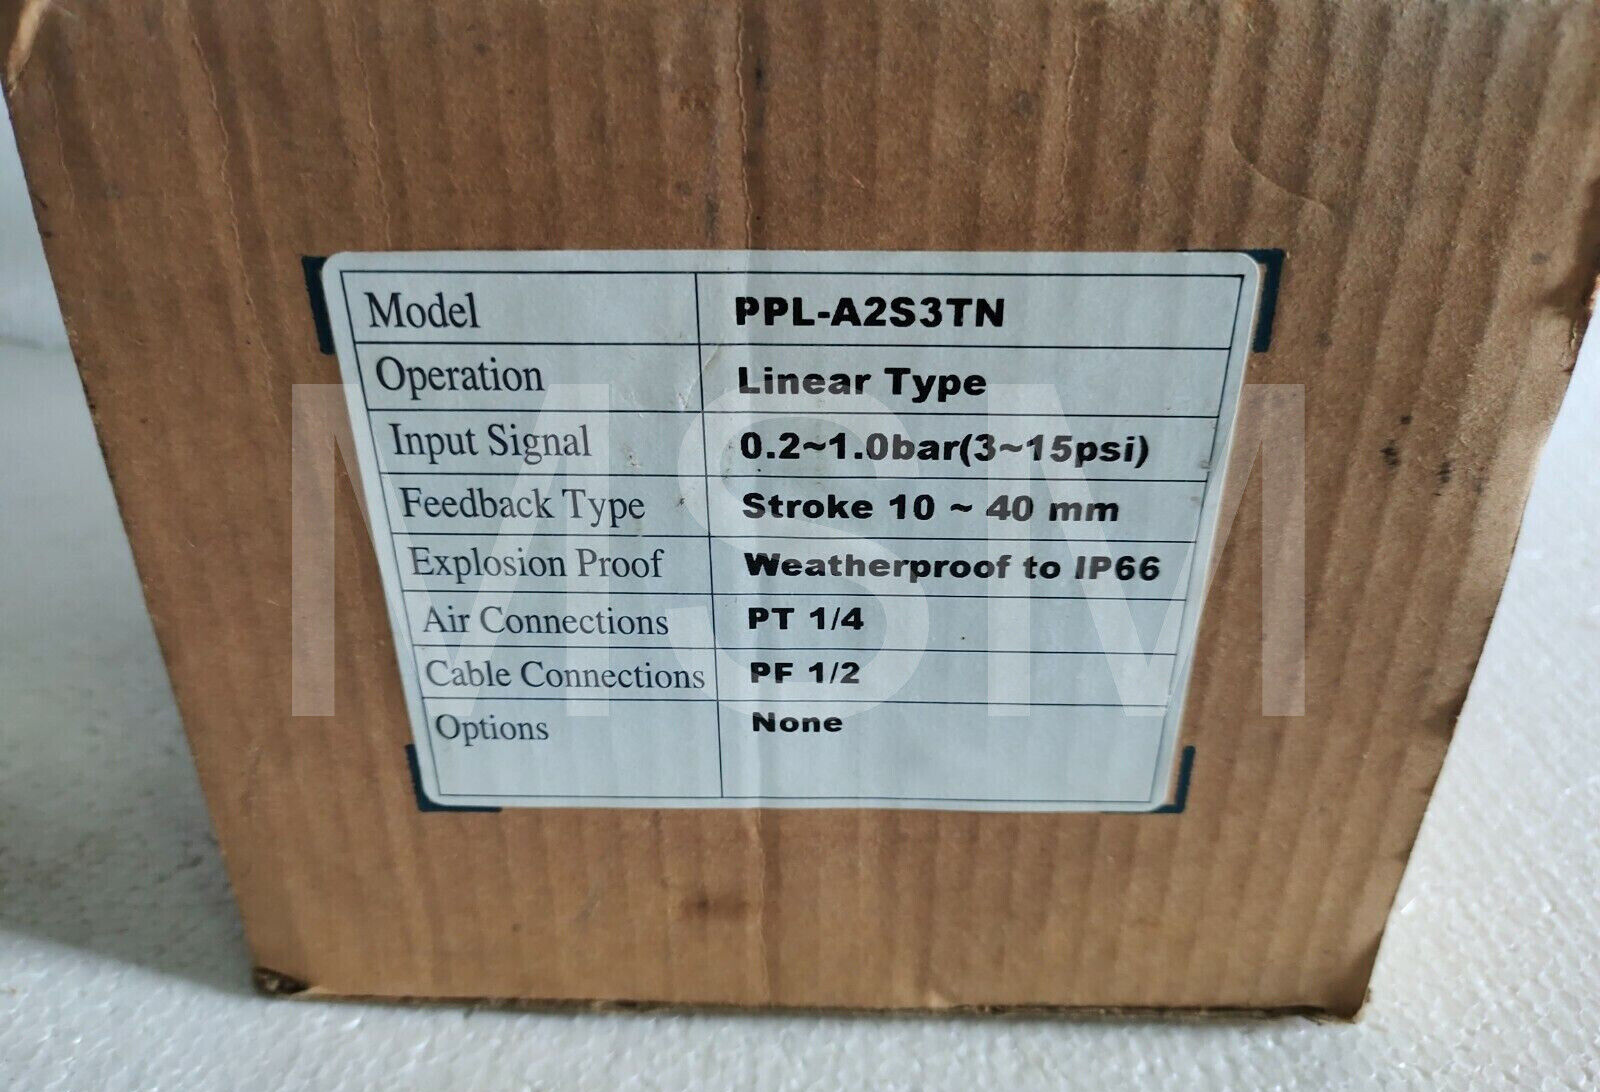 Model PPL-A2S3TN
Operation Linear Type
Input Signal 0.2~1.0bar(3~15psi)
Feedback Type Stroke 10 ~ 40 mm
Explosion Proof Weatherproof to IP66
Air Connections PT 1/4
Cable Connections PF 1/2
Options None
MSM